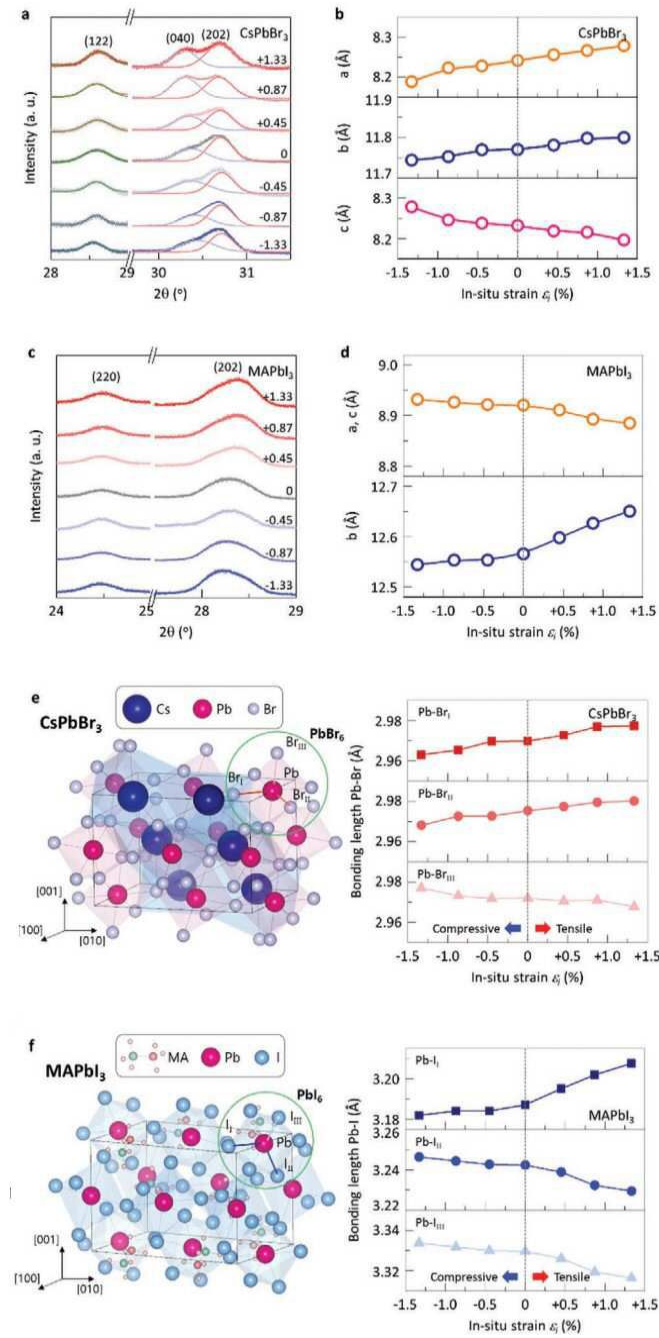 a
CsPbBr3
(122)
(040)
(202)
+1.33
+0.87
+0.45
0
-0.45
-0.87
-1.33
Intensity (a. u.)
28
29
30
31
2θ (°)
b
CsPbBr3
a (Å)
8.3
8.2
11.9
b (Å)
11.8
11.7
c (Å)
8.3
8.2
-1.5 -1.0 -0.5 0 +0.5 +1.0 +1.5
In-situ strain εi (%)
c
MAPbI3
(220)
(202)
+1.33
+0.87
+0.45
0
-0.45
-0.87
-1.33
Intensity (a. u.)
24
25
28
29
2θ (°)
d
MAPbI3
a, c (Å)
9.0
8.9
8.8
b (Å)
12.7
12.6
12.5
-1.5 -1.0 -0.5 0 +0.5 +1.0 +1.5
In-situ strain εi (%)
e
CsPbBr3
Cs Pb Br
PbBr6
BrIII
BrI
Pb
BrII
[001]
[100]
[010]
Pb-BrI
CsPbBr3
2.98
2.96
Pb-BrII
2.98
2.96
Pb-BrIII
2.98
2.96
Bonding length Pb-Br (Å)
Compressive Tensile
-1.5 -1.0 -0.5 0 +0.5 +1.0 +1.5
In-situ strain εi (%)
f
MAPbI3
MA Pb I
PbI6
IIII
II
Pb
III
[001]
[100]
[010]
Pb-II
MAPbI3
3.20
3.18
3.26
Pb-III
3.24
3.22
Pb-IIII
3.34
3.32
Bonding length Pb-I (Å)
Compressive Tensile
-1.5 -1.0 -0.5 0 +0.5 +1.0 +1.5
In-situ strain εi (%)